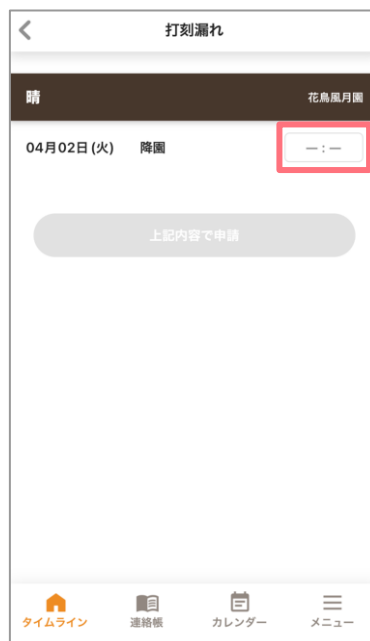 打刻漏れ
晴 花鳥風月園
04月02日(火) 降園 ー:ー
上記内容で申請
タイムライン 連絡帳 カレンダー メニュー